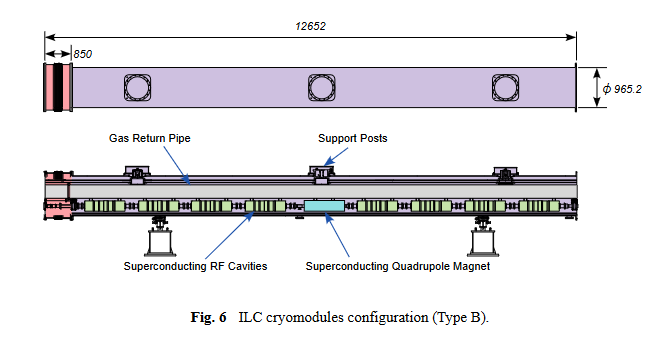 12652
850
ϕ 965.2
Gas Return Pipe
Support Posts
Superconducting RF Cavities
Superconducting Quadrupole Magnet
Fig. 6 ILC cryomodules configuration (Type B).